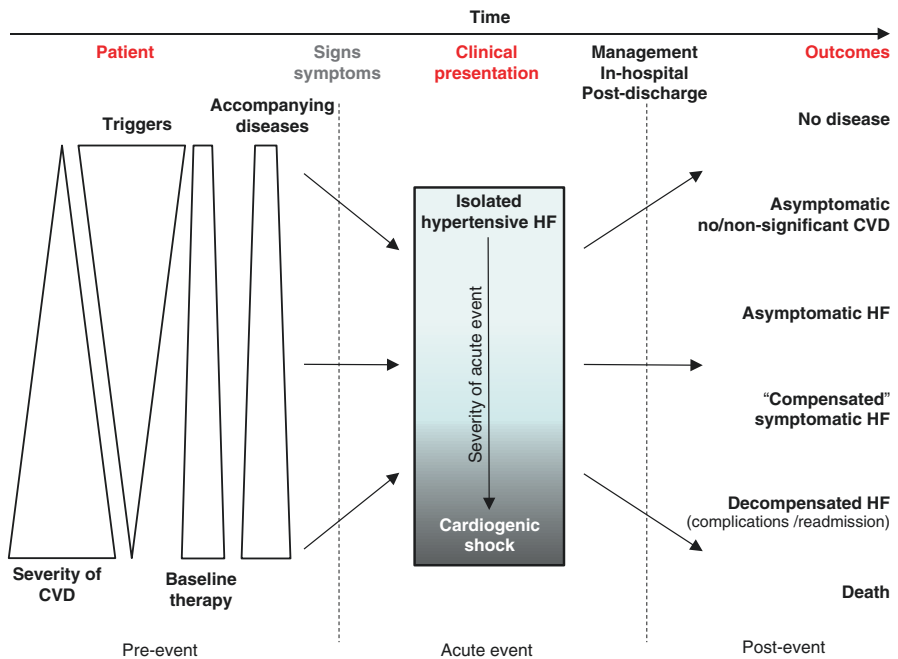 Time
Patient
Signs
symptoms
Clinical
presentation
Management
In-hospital
Post-discharge
Outcomes
Triggers
Accompanying
diseases
Severity of
CVD
Baseline
therapy
Isolated
hypertensive HF
Severity of acute event
Cardiogenic
shock
No disease
Asymptomatic
no/non-significant CVD
Asymptomatic HF
“Compensated”
symptomatic HF
Decompensated HF
(complications /readmission)
Death
Pre-event
Acute event
Post-event